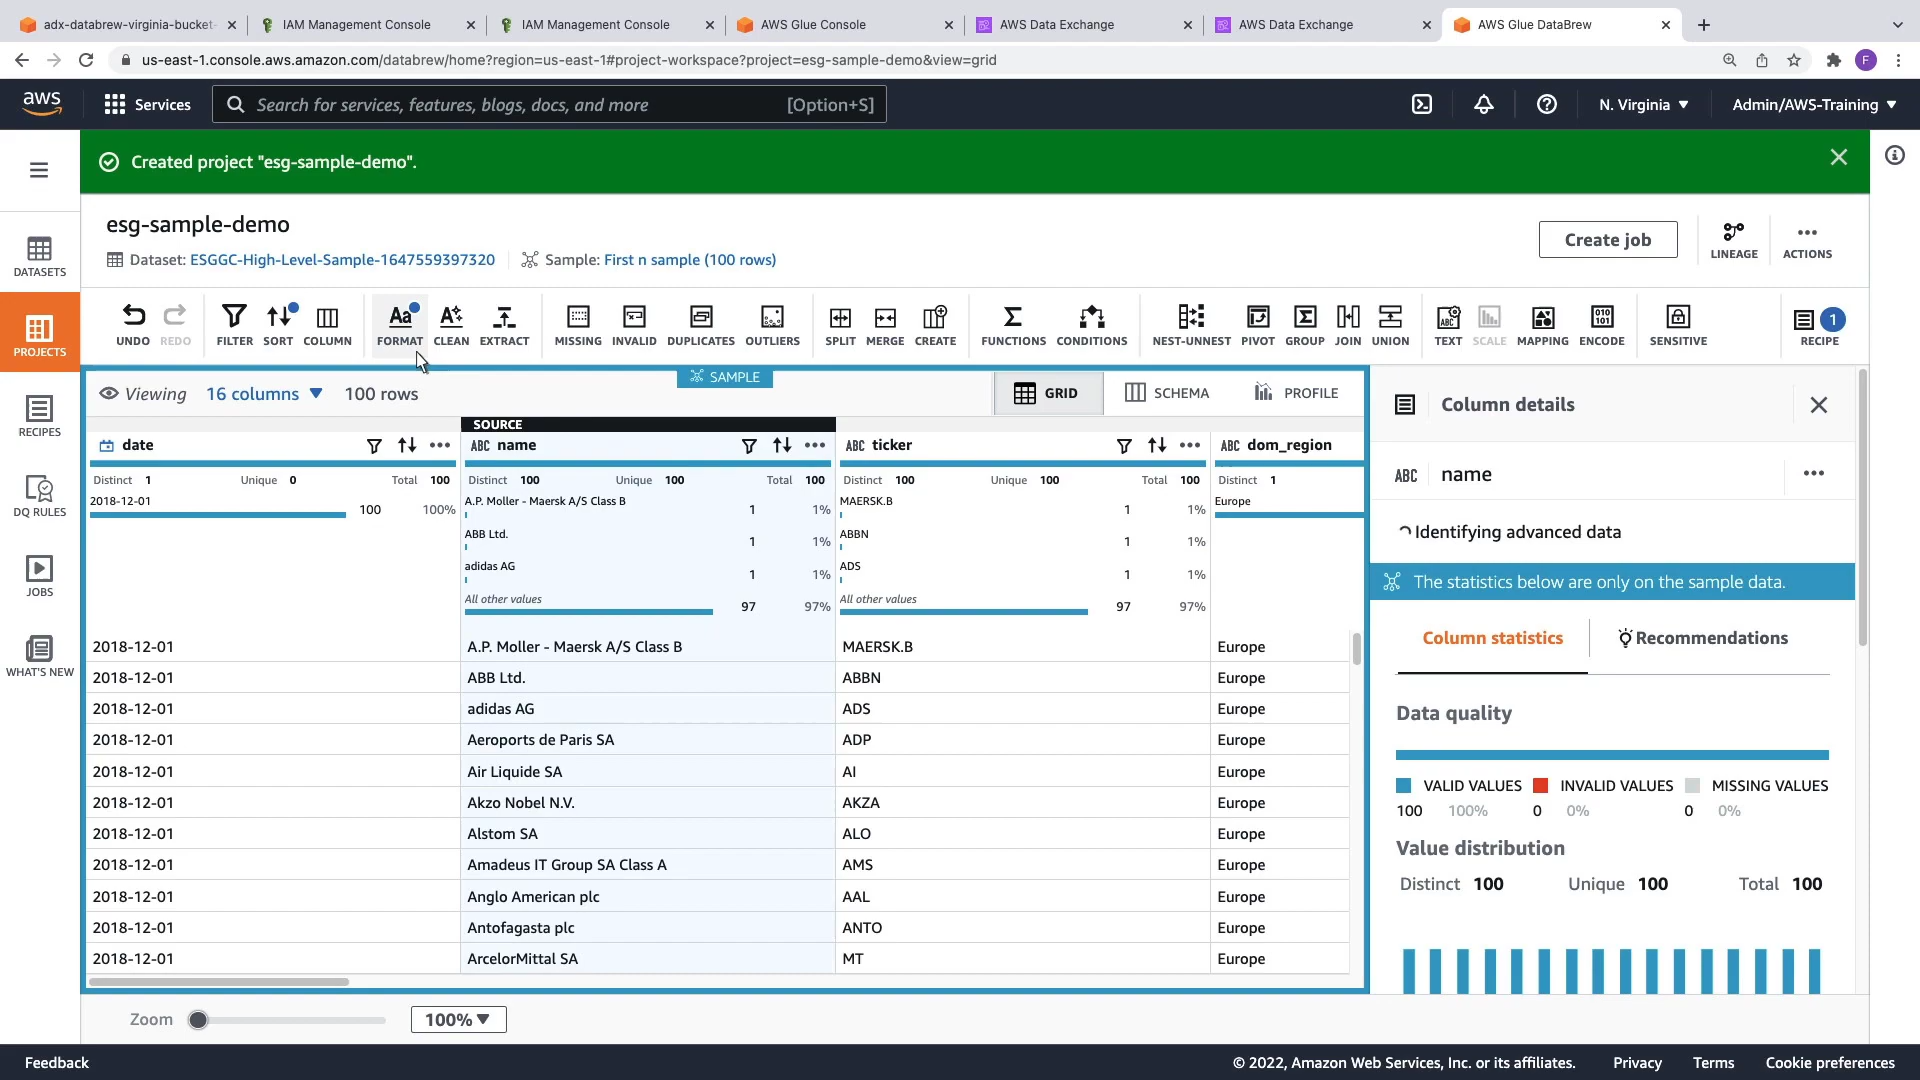 adx-databrew-virginia-bucket-
IAM Management Console
IAM Management Console
AWS Glue Console
AWS Data Exchange
AWS Data Exchange
AWS Glue DataBrew
us-east-1.console.aws.amazon.com/databrew/home?region=us-east-1#project-workspace?project=esg-sample-demo&view=grid
F
aws
Services
Search for services, features, blogs, docs, and more
[Option+S]
N. Virginia
Admin/AWS-Training
Created project "esg-sample-demo".
esg-sample-demo
Dataset: ESGGC-High-Level-Sample-1647559397320
Sample: First n sample (100 rows)
Create job
LINEAGE
ACTIONS
DATASETS
PROJECTS
RECIPES
DQ RULES
JOBS
WHAT'S NEW
UNDO REDO FILTER SORT COLUMN FORMAT CLEAN EXTRACT MISSING INVALID DUPLICATES OUTLIERS SPLIT MERGE CREATE FUNCTIONS CONDITIONS NEST-UNNEST PIVOT GROUP JOIN UNION TEXT SCALE MAPPING ENCODE SENSITIVE RECIPE 1
Viewing 16 columns 100 rows
SAMPLE
GRID SCHEMA PROFILE
SOURCE
date ABC name ABC ticker ABC dom_region
Distinct 1 Unique 0 Total 100 Distinct 100 Unique 100 Total 100 Distinct 100 Unique 100 Total 100 Distinct 1
2018-12-01 100 100% A.P. Moller - Maersk A/S Class B 1 1% MAERSK.B 1 1% Europe
ABB Ltd. 1 1% ABBN 1 1%
adidas AG 1 1% ADS 1 1%
All other values 97 97% All other values 97 97%
2018-12-01 A.P. Moller - Maersk A/S Class B MAERSK.B Europe
2018-12-01 ABB Ltd. ABBN Europe
2018-12-01 adidas AG ADS Europe
2018-12-01 Aeroports de Paris SA ADP Europe
2018-12-01 Air Liquide SA AI Europe
2018-12-01 Akzo Nobel N.V. AKZA Europe
2018-12-01 Alstom SA ALO Europe
2018-12-01 Amadeus IT Group SA Class A AMS Europe
2018-12-01 Anglo American plc AAL Europe
2018-12-01 Antofagasta plc ANTO Europe
2018-12-01 ArcelorMittal SA MT Europe
Column details
ABC name
Identifying advanced data
The statistics below are only on the sample data.
Column statistics
Recommendations
Data quality
VALID VALUES INVALID VALUES MISSING VALUES
100 100% 0 0% 0 0%
Value distribution
Distinct 100 Unique 100 Total 100
Zoom 100%
Feedback
© 2022, Amazon Web Services, Inc. or its affiliates.
Privacy
Terms
Cookie preferences